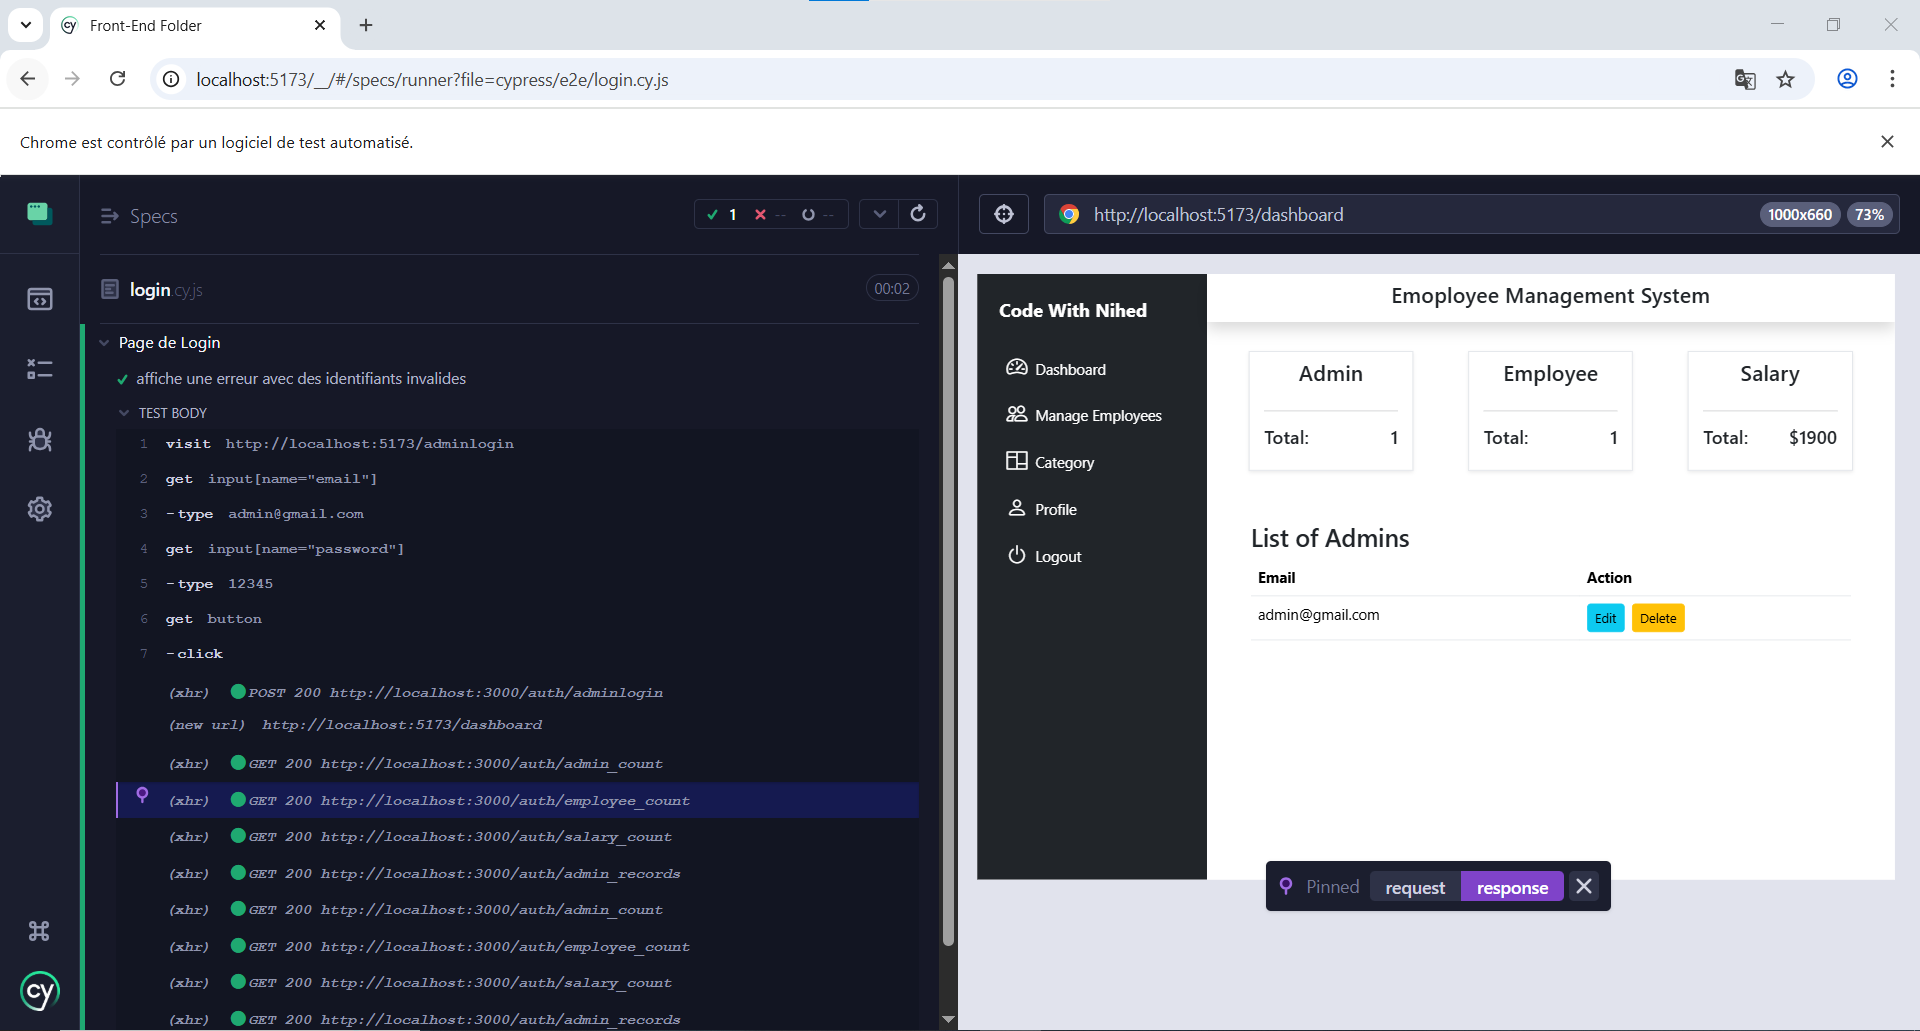 Front-End Folder
localhost:5173/__/#/specs/runner?file=cypress/e2e/login.cy.js
Chrome est contrôlé par un logiciel de test automatisé.
Specs
1 -- --
login.cy.js
00:02
Page de Login
affiche une erreur avec des identifiants invalides
TEST BODY
1 visit http://localhost:5173/adminlogin
2 get input[name="email"]
3 -type admin@gmail.com
4 get input[name="password"]
5 -type 12345
6 get button
7 -click
(xhr) POST 200 http://localhost:3000/auth/adminlogin
(new url) http://localhost:5173/dashboard
(xhr) GET 200 http://localhost:3000/auth/admin_count
(xhr) GET 200 http://localhost:3000/auth/employee_count
(xhr) GET 200 http://localhost:3000/auth/salary_count
(xhr) GET 200 http://localhost:3000/auth/admin_records
(xhr) GET 200 http://localhost:3000/auth/admin_count
(xhr) GET 200 http://localhost:3000/auth/employee_count
(xhr) GET 200 http://localhost:3000/auth/salary_count
(xhr) GET 200 http://localhost:3000/auth/admin_records
cy
http://localhost:5173/dashboard
1000x660 73%
Code With Nihed
Dashboard
Manage Employees
Category
Profile
Logout
Emoployee Management System
Admin
Total: 1
Employee
Total: 1
Salary
Total: $1900
List of Admins
Email Action
admin@gmail.com Edit Delete
Pinned request response